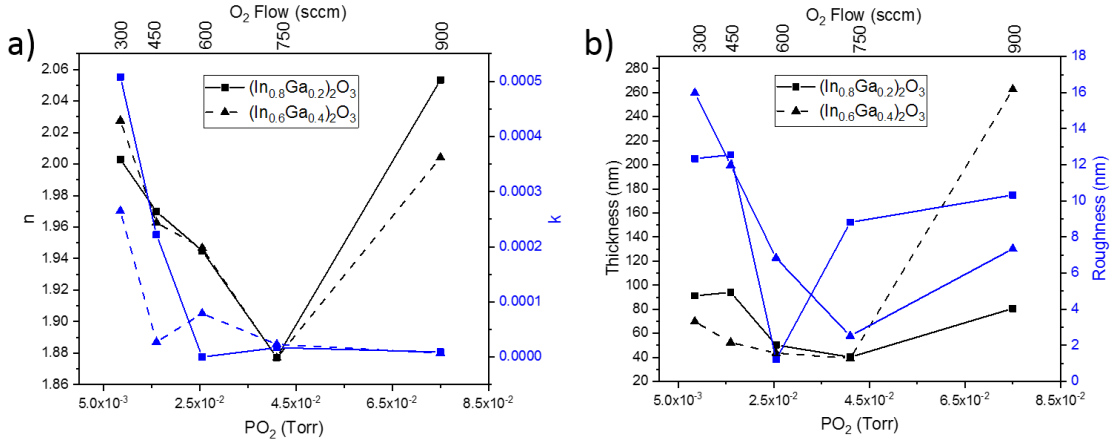 a)
O₂ Flow (sccm)
300 450 600 750 900
n
2.06
2.04
2.02
2.00
1.98
1.96
1.94
1.92
1.90
1.88
1.86
(In₀.₈Ga₀.₂)₂O₃
(In₀.₆Ga₀.₄)₂O₃
0.0005
0.0004
0.0003
0.0002
0.0001
0.0000
k
5.0x10⁻³ 2.5x10⁻² 4.5x10⁻² 6.5x10⁻² 8.5x10⁻²
PO₂ (Torr)
b)
O₂ Flow (sccm)
300 450 600 750 900
Thickness (nm)
280
260
240
220
200
180
160
140
120
100
80
60
40
20
(In₀.₈Ga₀.₂)₂O₃
(In₀.₆Ga₀.₄)₂O₃
18
16
14
12
10
8
6
4
2
0
Roughness (nm)
5.0x10⁻³ 2.5x10⁻² 4.5x10⁻² 6.5x10⁻² 8.5x10⁻²
PO₂ (Torr)